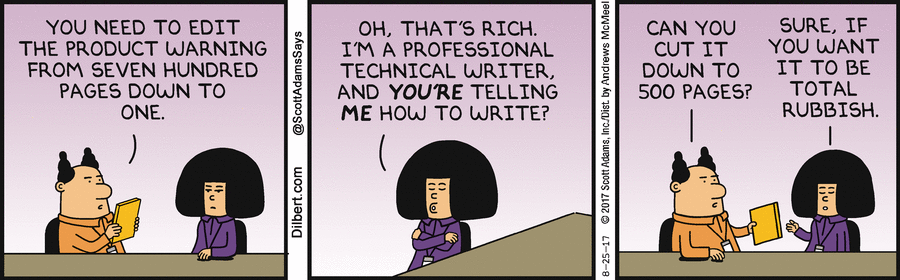 YOU NEED TO EDIT
THE PRODUCT WARNING
FROM SEVEN HUNDRED
PAGES DOWN TO
ONE.
Dilbert.com @ScottAdamsSays
OH, THAT'S RICH.
I'M A PROFESSIONAL
TECHNICAL WRITER,
AND YOU'RE TELLING
ME HOW TO WRITE?
8-25-17 © 2017 Scott Adams, Inc./Dist. by Andrews McMeel
CAN YOU
CUT IT
DOWN TO
500 PAGES?
SURE, IF
YOU WANT
IT TO BE
TOTAL
RUBBISH.